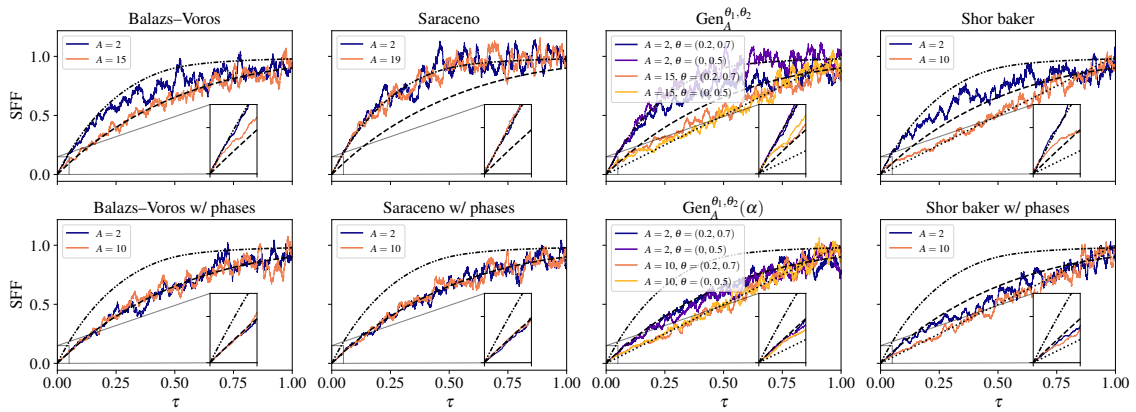 Balazs–Voros
SFF
1.0
0.5
0.0
A = 2
A = 15
Saraceno
A = 2
A = 19
Gen_A^{θ₁,θ₂}
A = 2, θ = (0.2, 0.7)
A = 2, θ = (0, 0.5)
A = 15, θ = (0.2, 0.7)
A = 15, θ = (0, 0.5)
Shor baker
A = 2
A = 10
Balazs–Voros w/ phases
SFF
1.0
0.5
0.0
A = 2
A = 10
0.00 0.25 0.50 0.75 1.00
τ
Saraceno w/ phases
A = 2
A = 10
0.00 0.25 0.50 0.75 1.00
τ
Gen_A^{θ₁,θ₂}(α)
A = 2, θ = (0.2, 0.7)
A = 2, θ = (0, 0.5)
A = 10, θ = (0.2, 0.7)
A = 10, θ = (0, 0.5)
0.00 0.25 0.50 0.75 1.00
τ
Shor baker w/ phases
A = 2
A = 10
0.00 0.25 0.50 0.75 1.00
τ